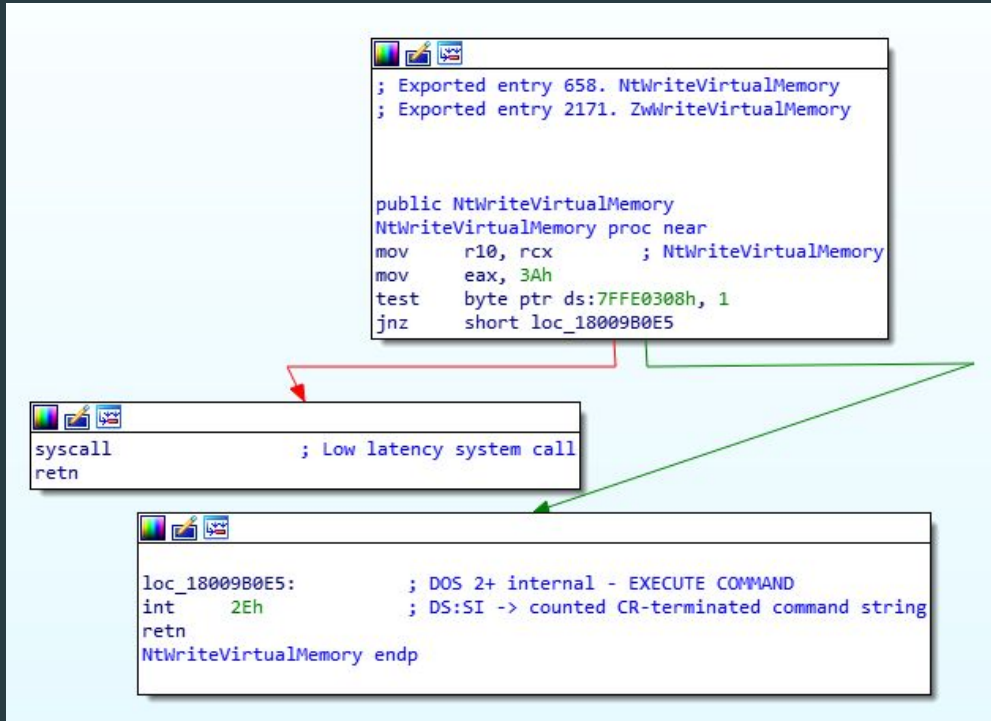 ; Exported entry 658. NtWriteVirtualMemory
; Exported entry 2171. ZwWriteVirtualMemory
public NtWriteVirtualMemory
NtWriteVirtualMemory proc near
mov     r10, rcx        ; NtWriteVirtualMemory
mov     eax, 3Ah
test    byte ptr ds:7FFE0308h, 1
jnz     short loc_18009B0E5
syscall                 ; Low latency system call
retn
loc_18009B0E5:          ; DOS 2+ internal - EXECUTE COMMAND
int     2Eh             ; DS:SI -> counted CR-terminated command string
retn
NtWriteVirtualMemory endp